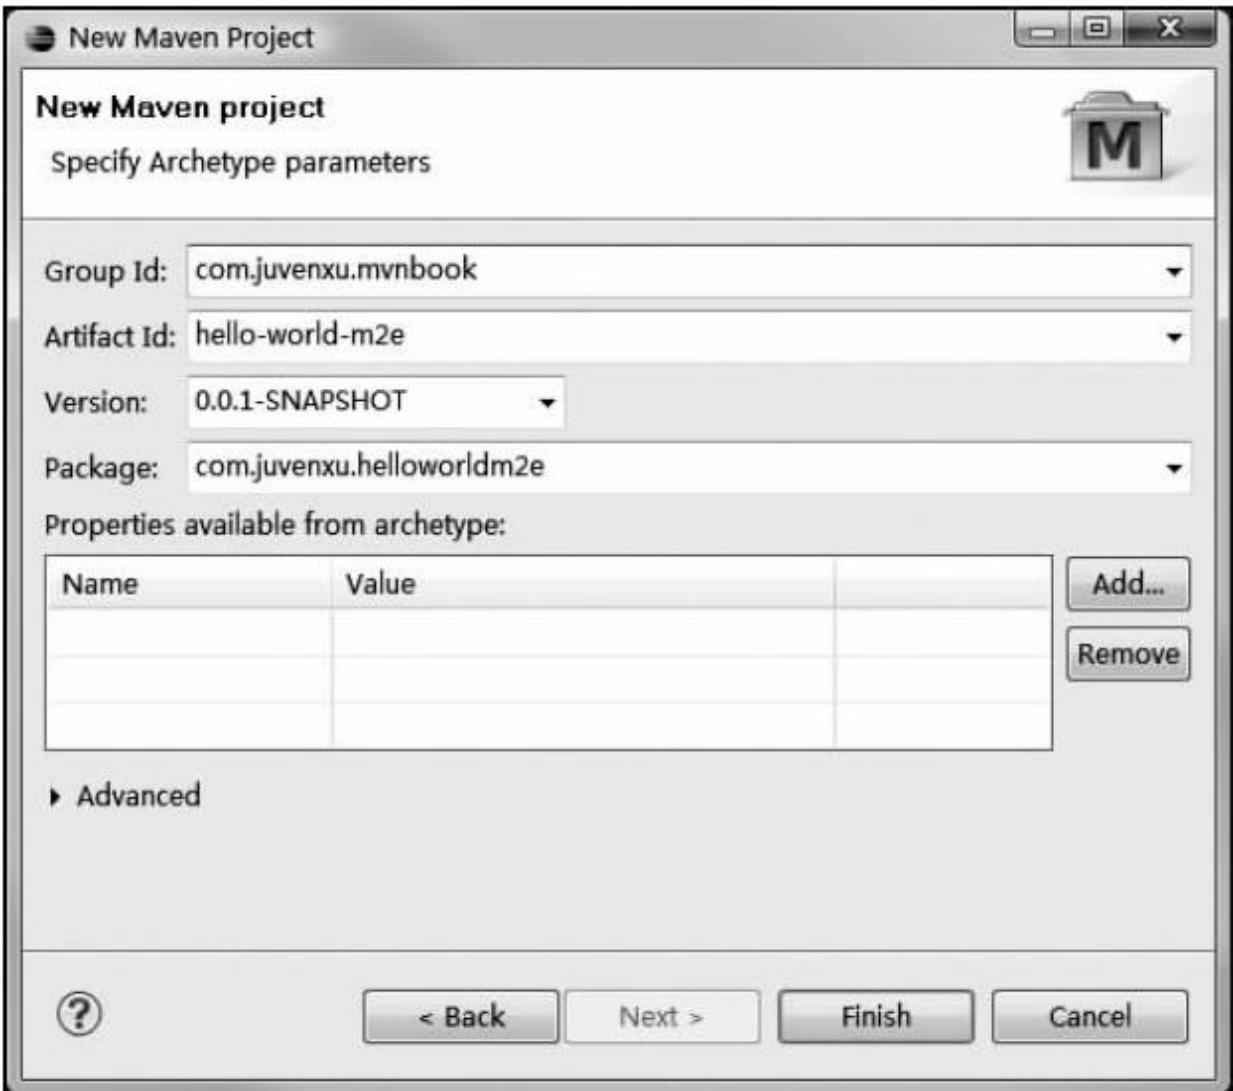 New Maven Project
New Maven project
Specify Archetype parameters
M
Group Id: com.juvenxu.mvnbook
Artifact Id: hello-world-m2e
Version: 0.0.1-SNAPSHOT
Package: com.juvenxu.helloworldm2e
Properties available from archetype:
Name Value
Add...
Remove
Advanced
? < Back Next > Finish Cancel